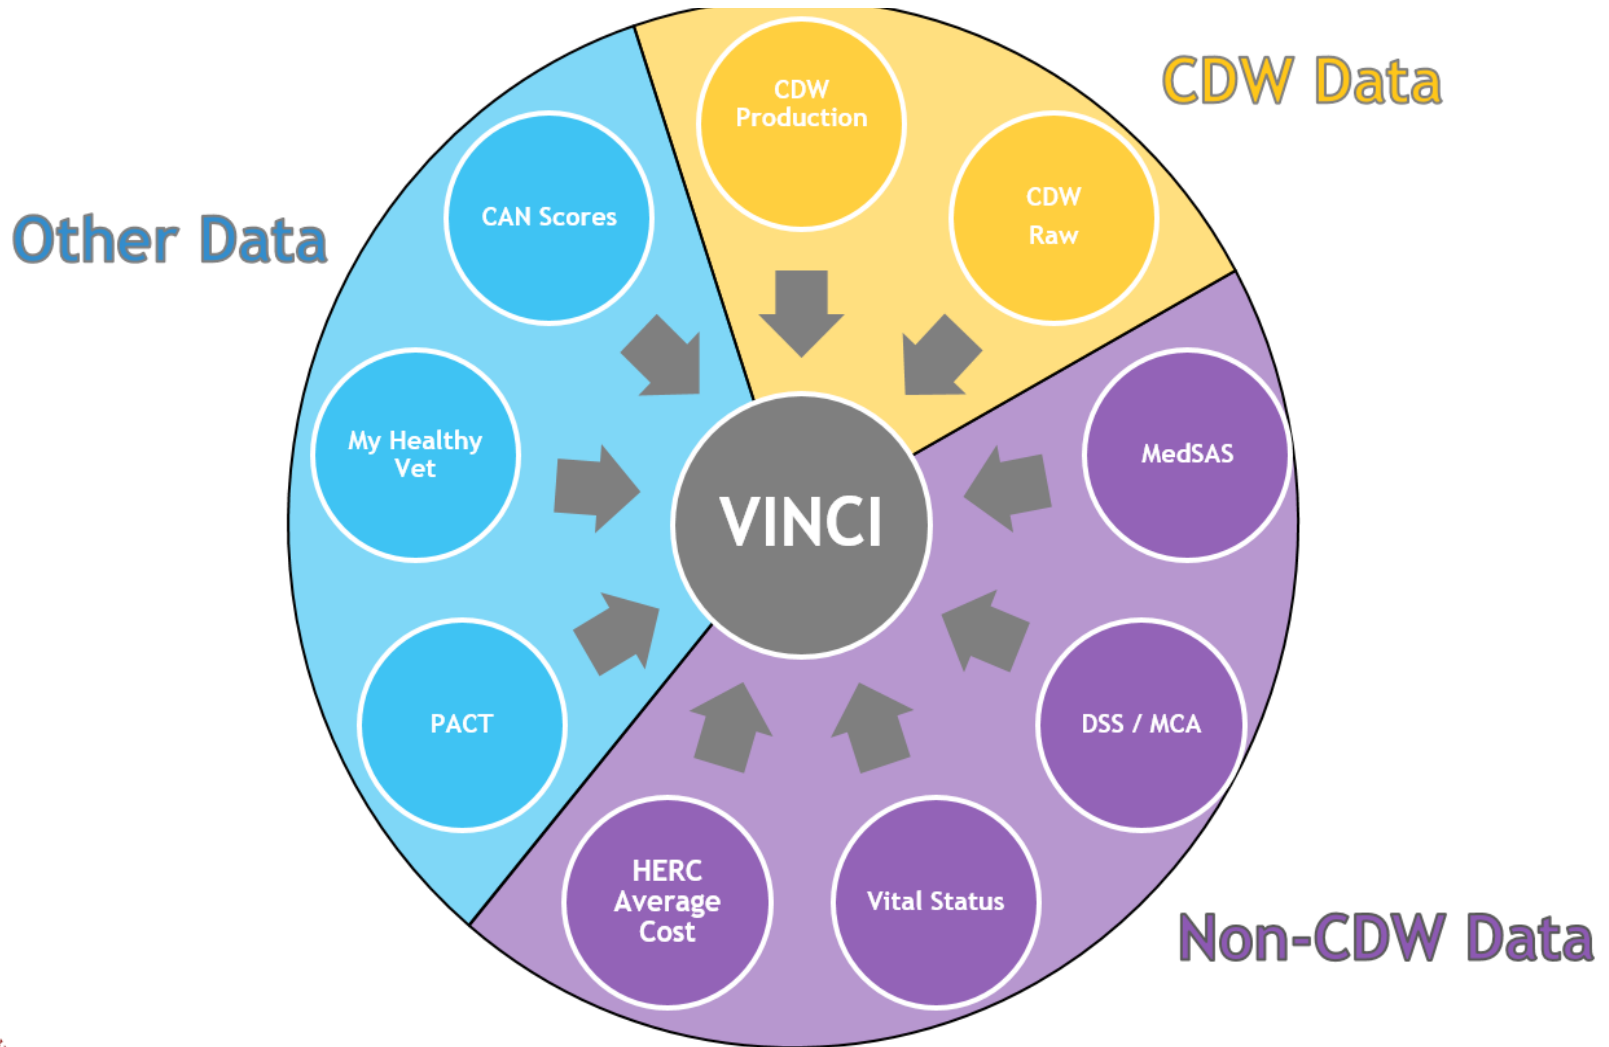 CDW Data
CDW
Production
CDW
Raw
Other Data
CAN Scores
My Healthy
Vet
PACT
VINCI
MedSAS
DSS / MCA
HERC
Average
Cost
Vital Status
Non-CDW Data